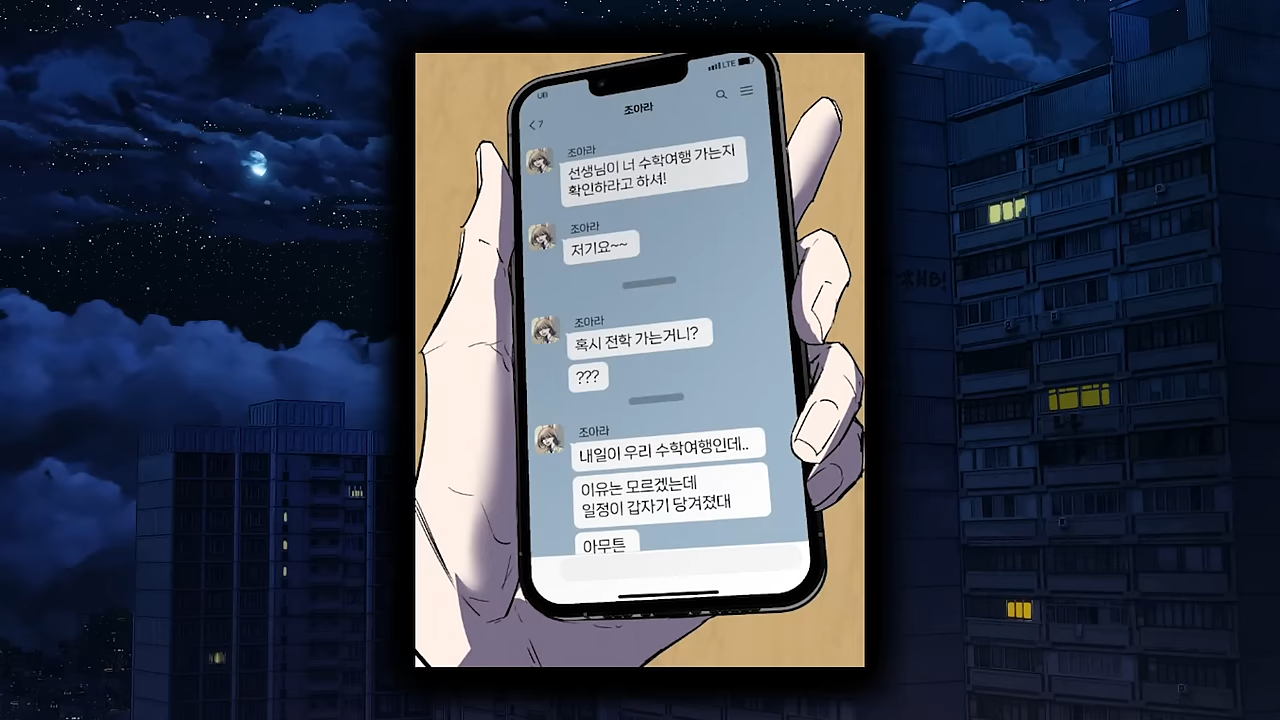 LTE
조아라
7
조아라
선생님이 너 수학여행 가는지
확인하라고 하셔!
조아라
저기요~~
조아라
혹시 전학 가는거니?
???
조아라
내일이 우리 수학여행인데..
이유는 모르겠는데
일정이 갑자기 당겨졌대
아무튼